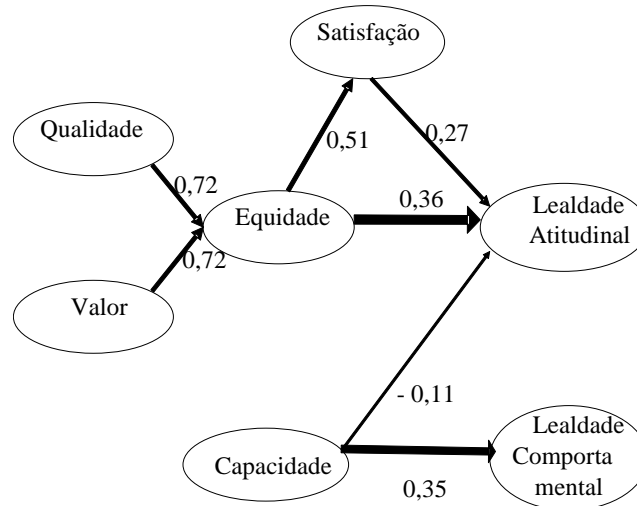 Satisfação
Qualidade
0,51
0,27
0,72
Equidade
0,36
Lealdade
Atitudinal
0,72
Valor
- 0,11
Lealdade
Comporta
mental
Capacidade
0,35